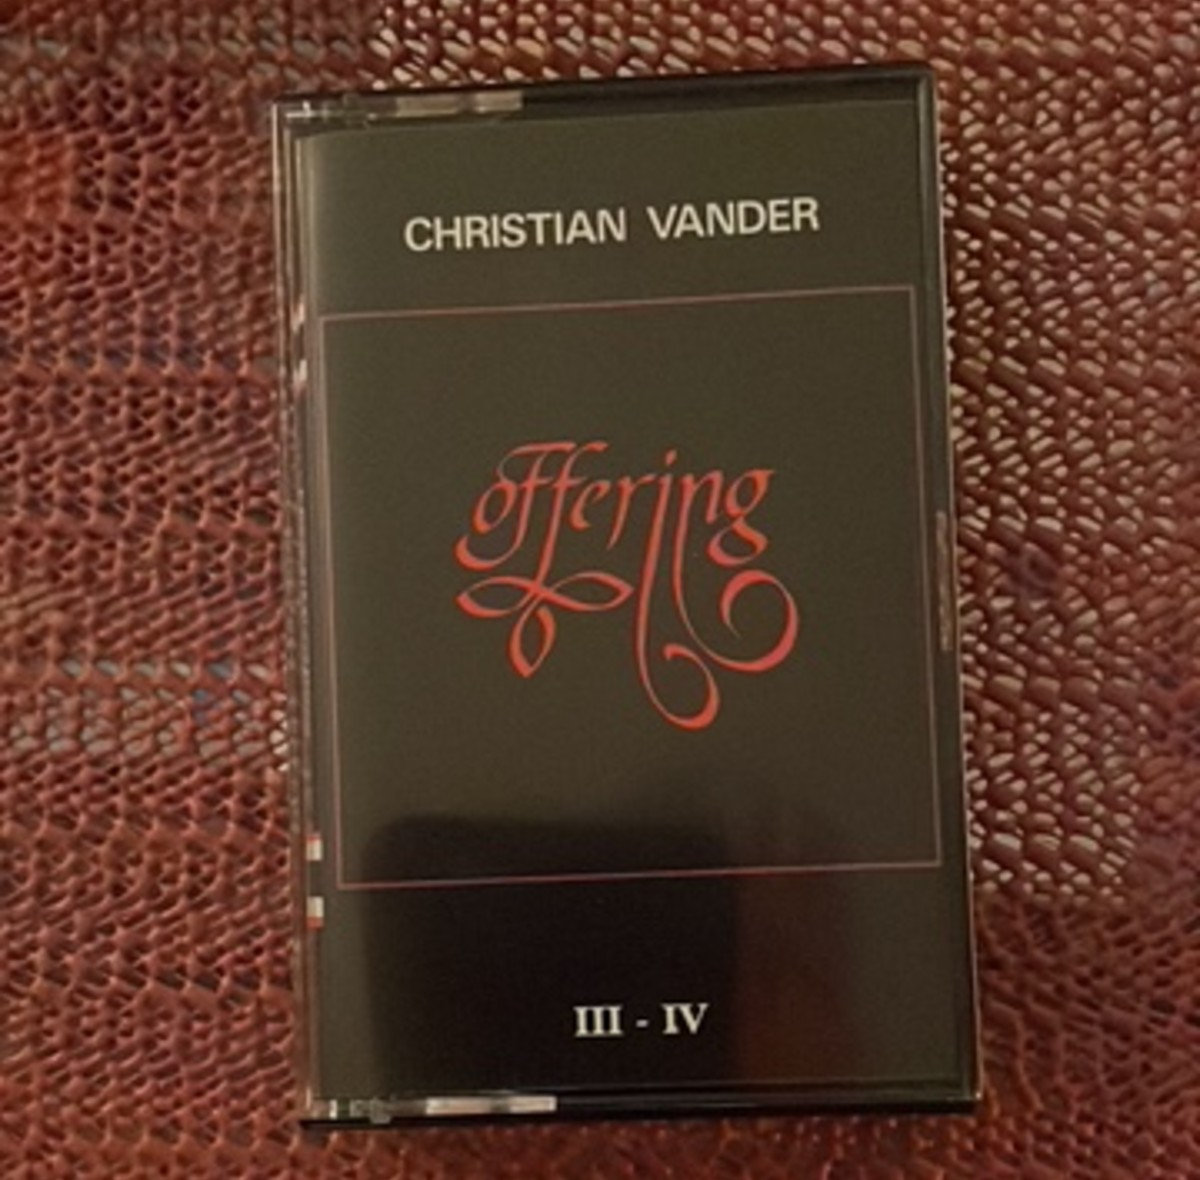 CHRISTIAN VANDER
offering
III - IV